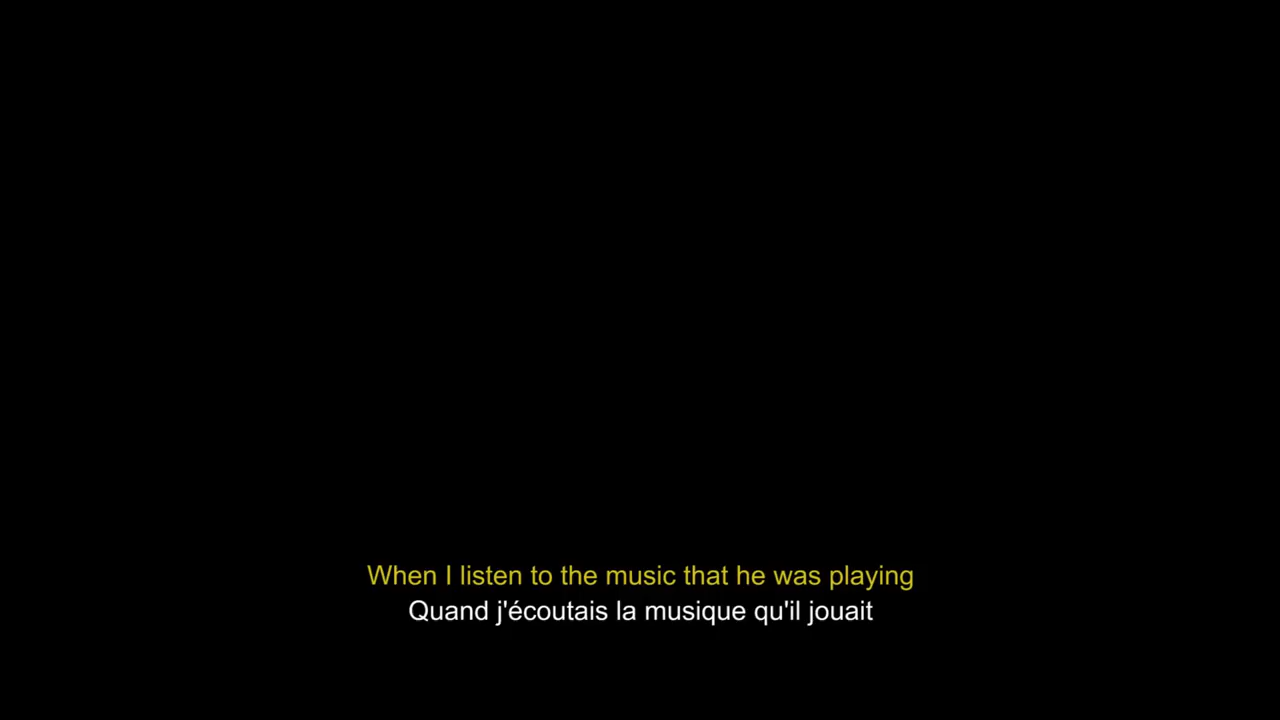 When I listen to the music that he was playing
Quand j'écoutais la musique qu'il jouait